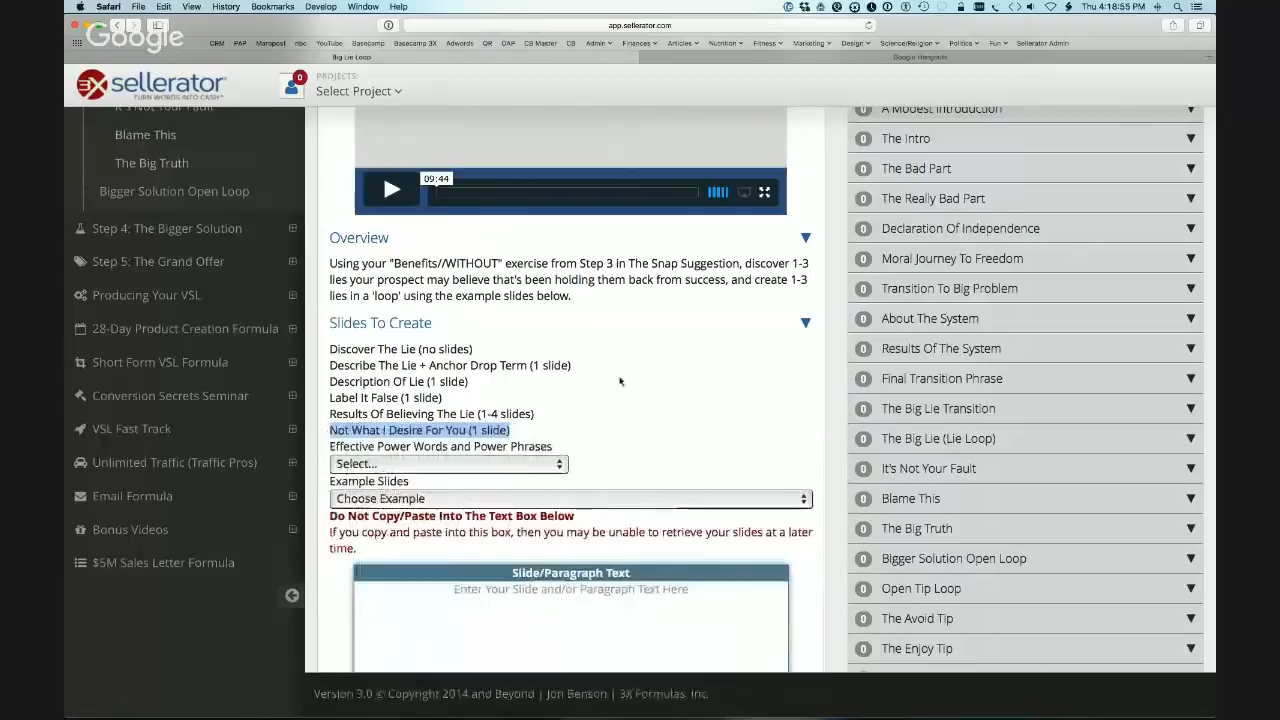 Safari File Edit View History Bookmarks Develop Window Help Thu 4:18:55 PM
Google
app.sellerator.com
CRM PAP Maropost nbc YouTube Basecamp Basecamp 3X Adwords QR OAP CB Master CB Admin Finances Articles Nutrition Fitness Marketing Design Science/Religion Politics Fun Sellerator Admin
Big Lie Loop Google Hangouts
3X sellerator
TURN WORDS INTO CASH
0
PROJECTS:
Select Project
It's Not Your Fault
Blame This
The Big Truth
Bigger Solution Open Loop
Step 4: The Bigger Solution
Step 5: The Grand Offer
Producing Your VSL
28-Day Product Creation Formula
Short Form VSL Formula
Conversion Secrets Seminar
VSL Fast Track
Unlimited Traffic (Traffic Pros)
Email Formula
Bonus Videos
$5M Sales Letter Formula
09:44
Overview
Using your "Benefits//WITHOUT" exercise from Step 3 in The Snap Suggestion, discover 1-3
lies your prospect may believe that's been holding them back from success, and create 1-3
lies in a 'loop' using the example slides below.
Slides To Create
Discover The Lie (no slides)
Describe The Lie + Anchor Drop Term (1 slide)
Description Of Lie (1 slide)
Label It False (1 slide)
Results Of Believing The Lie (1-4 slides)
Not What I Desire For You (1 slide)
Effective Power Words and Power Phrases
Select...
Example Slides
Choose Example
Do Not Copy/Paste Into The Text Box Below
If you copy and paste into this box, then you may be unable to retrieve your slides at a later
time.
Slide/Paragraph Text
Enter Your Slide and/or Paragraph Text Here
0 A Modest Introduction
0 The Intro
0 The Bad Part
0 The Really Bad Part
0 Declaration Of Independence
0 Moral Journey To Freedom
0 Transition To Big Problem
0 About The System
0 Results Of The System
0 Final Transition Phrase
0 The Big Lie Transition
0 The Big Lie (Lie Loop)
0 It's Not Your Fault
0 Blame This
0 The Big Truth
0 Bigger Solution Open Loop
0 Open Tip Loop
0 The Avoid Tip
0 The Enjoy Tip
Version 3.0 © Copyright 2014 and Beyond | Jon Benson | 3X Formulas, Inc.